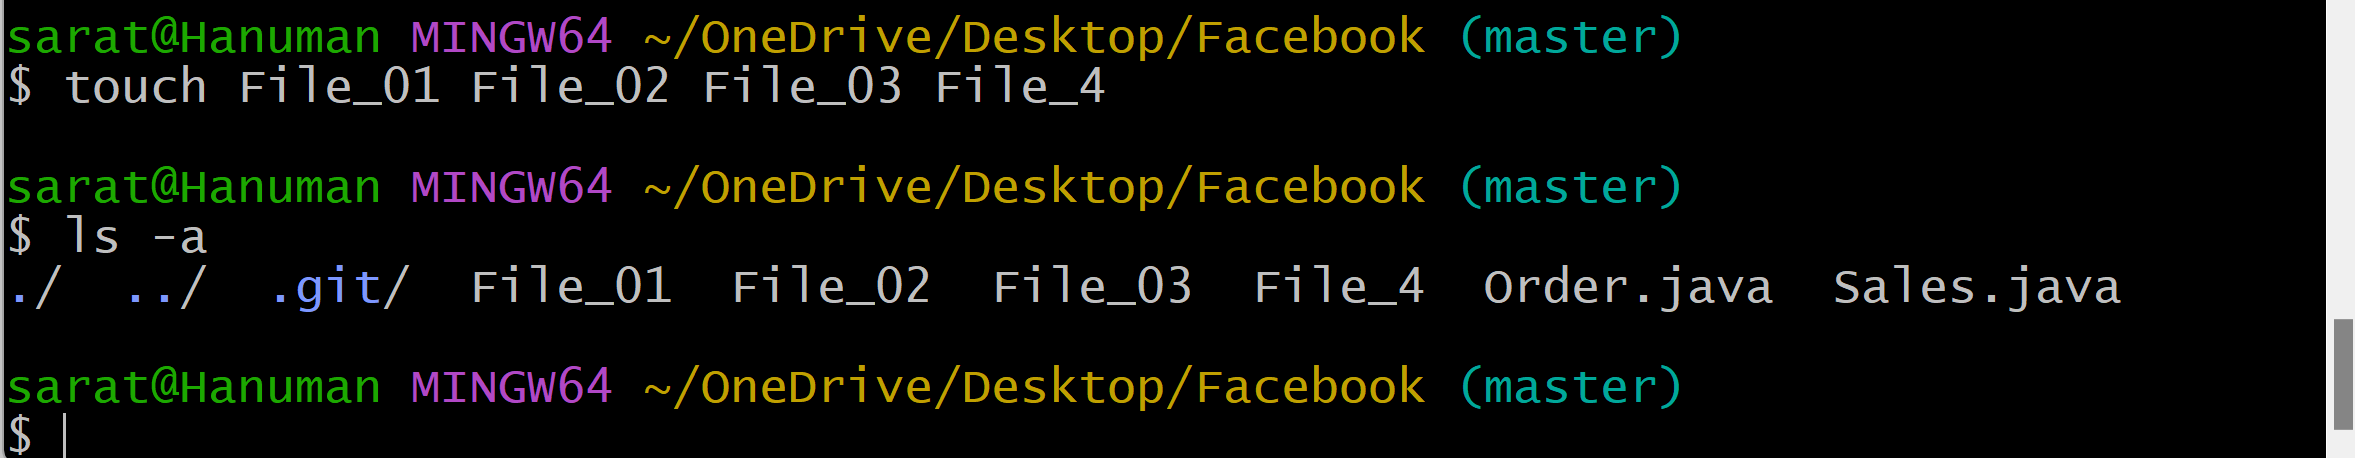 sarat@Hanuman MINGW64 ~/OneDrive/Desktop/Facebook (master)
$ touch File_01 File_02 File_03 File_4
sarat@Hanuman MINGW64 ~/OneDrive/Desktop/Facebook (master)
$ ls -a
./  ../  .git/  File_01  File_02  File_03  File_4  Order.java  Sales.java
sarat@Hanuman MINGW64 ~/OneDrive/Desktop/Facebook (master)
$